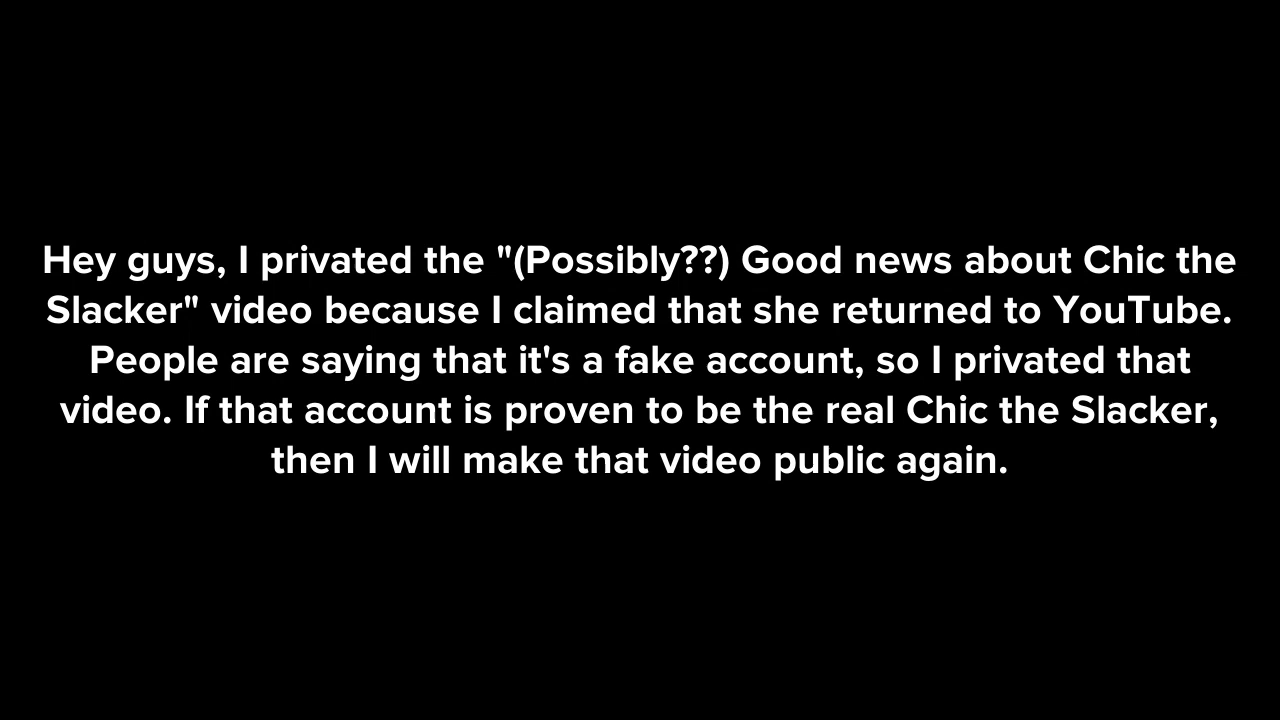 Hey guys, I privated the "(Possibly??) Good news about Chic the
Slacker" video because I claimed that she returned to YouTube.
People are saying that it's a fake account, so I privated that
video. If that account is proven to be the real Chic the Slacker,
then I will make that video public again.